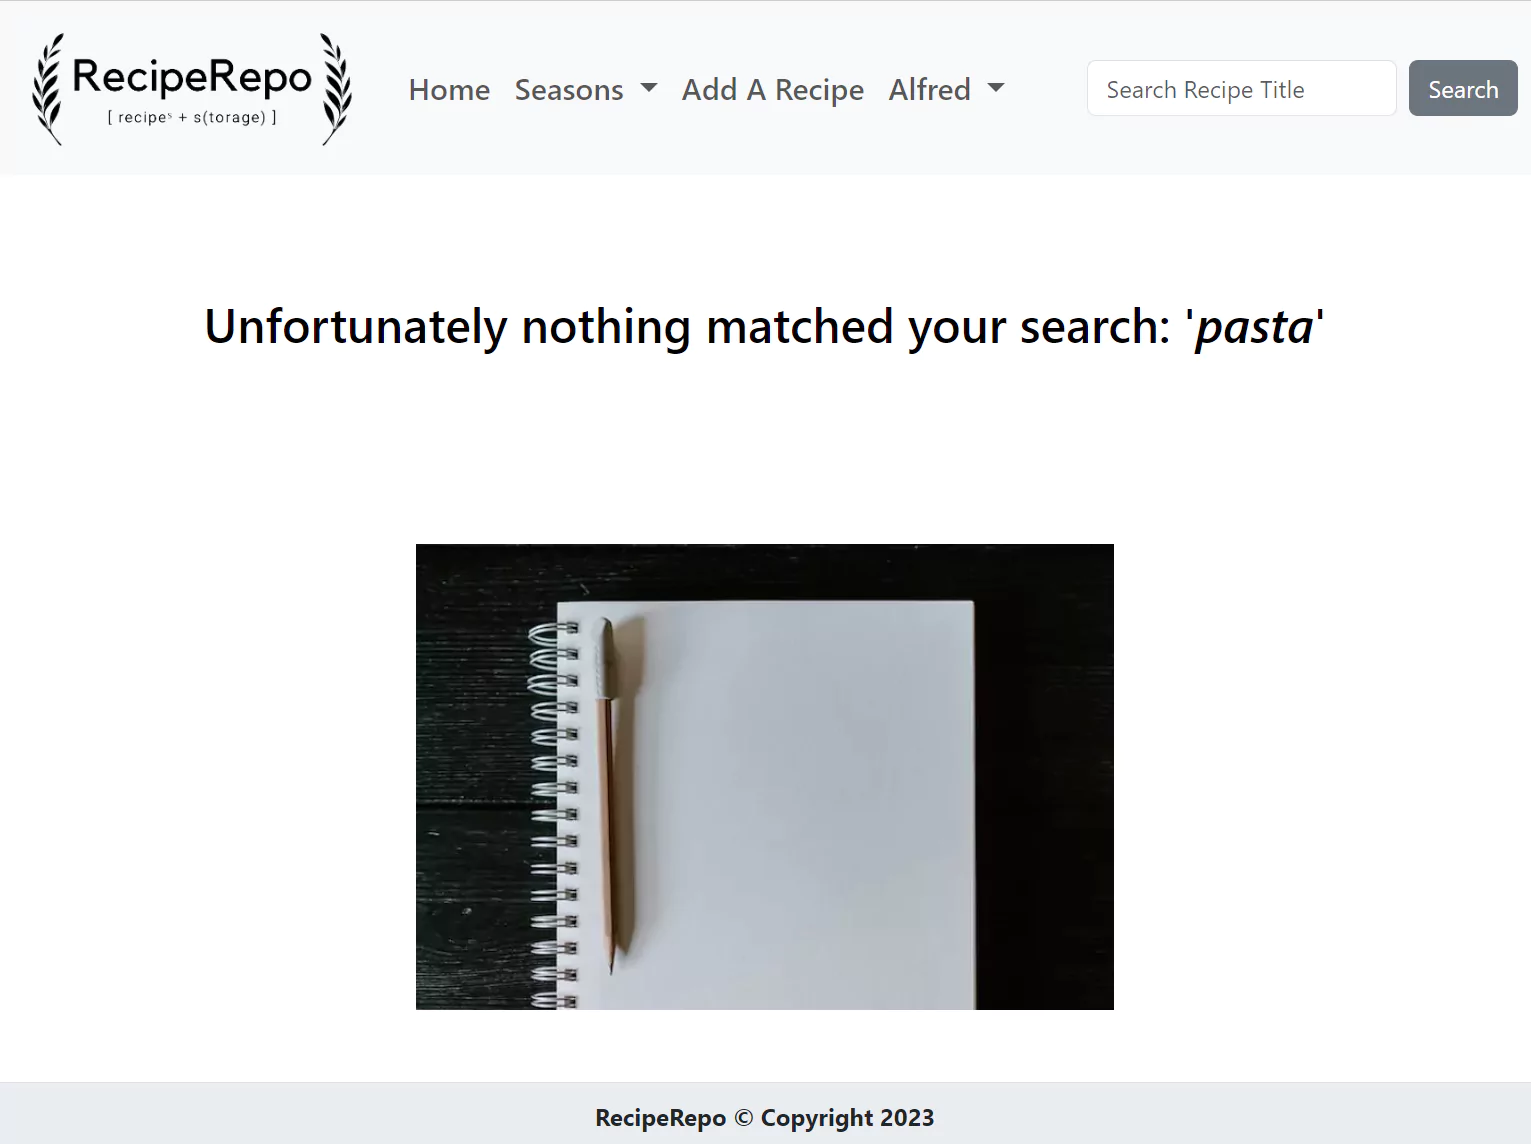 RecipeRepo
[ recipeˢ + s(torage) ]
Home Seasons Add A Recipe Alfred Search Recipe Title Search
Unfortunately nothing matched your search: 'pasta'
RecipeRepo © Copyright 2023